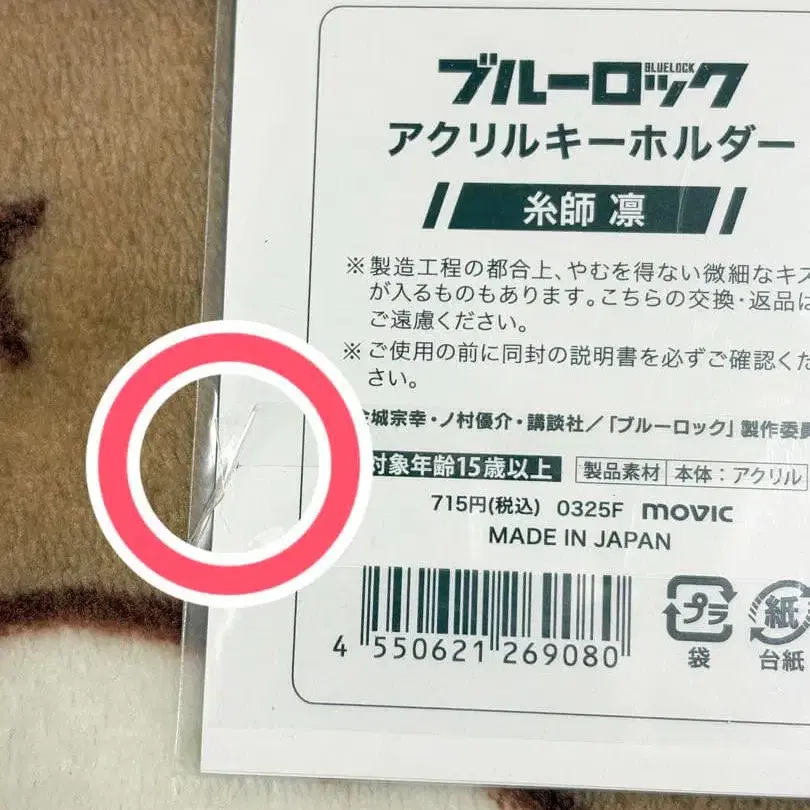 ブルーロック
BLUELOCK
アクリルキーホルダー
糸師 凛
※製造工程の都合上、やむを得ない微細なキズ
が入るものもあります。こちらの交換・返品は
ご遠慮ください。
※ご使用の前に同封の説明書を必ずご確認くだ
さい。
金城宗幸・ノ村優介・講談社／「ブルーロック」製作委員
対象年齢15歳以上 製品素材 本体：アクリル
715円(税込) 0325F movic
MADE IN JAPAN
4 550621 269080
プラ 紙
袋 台紙